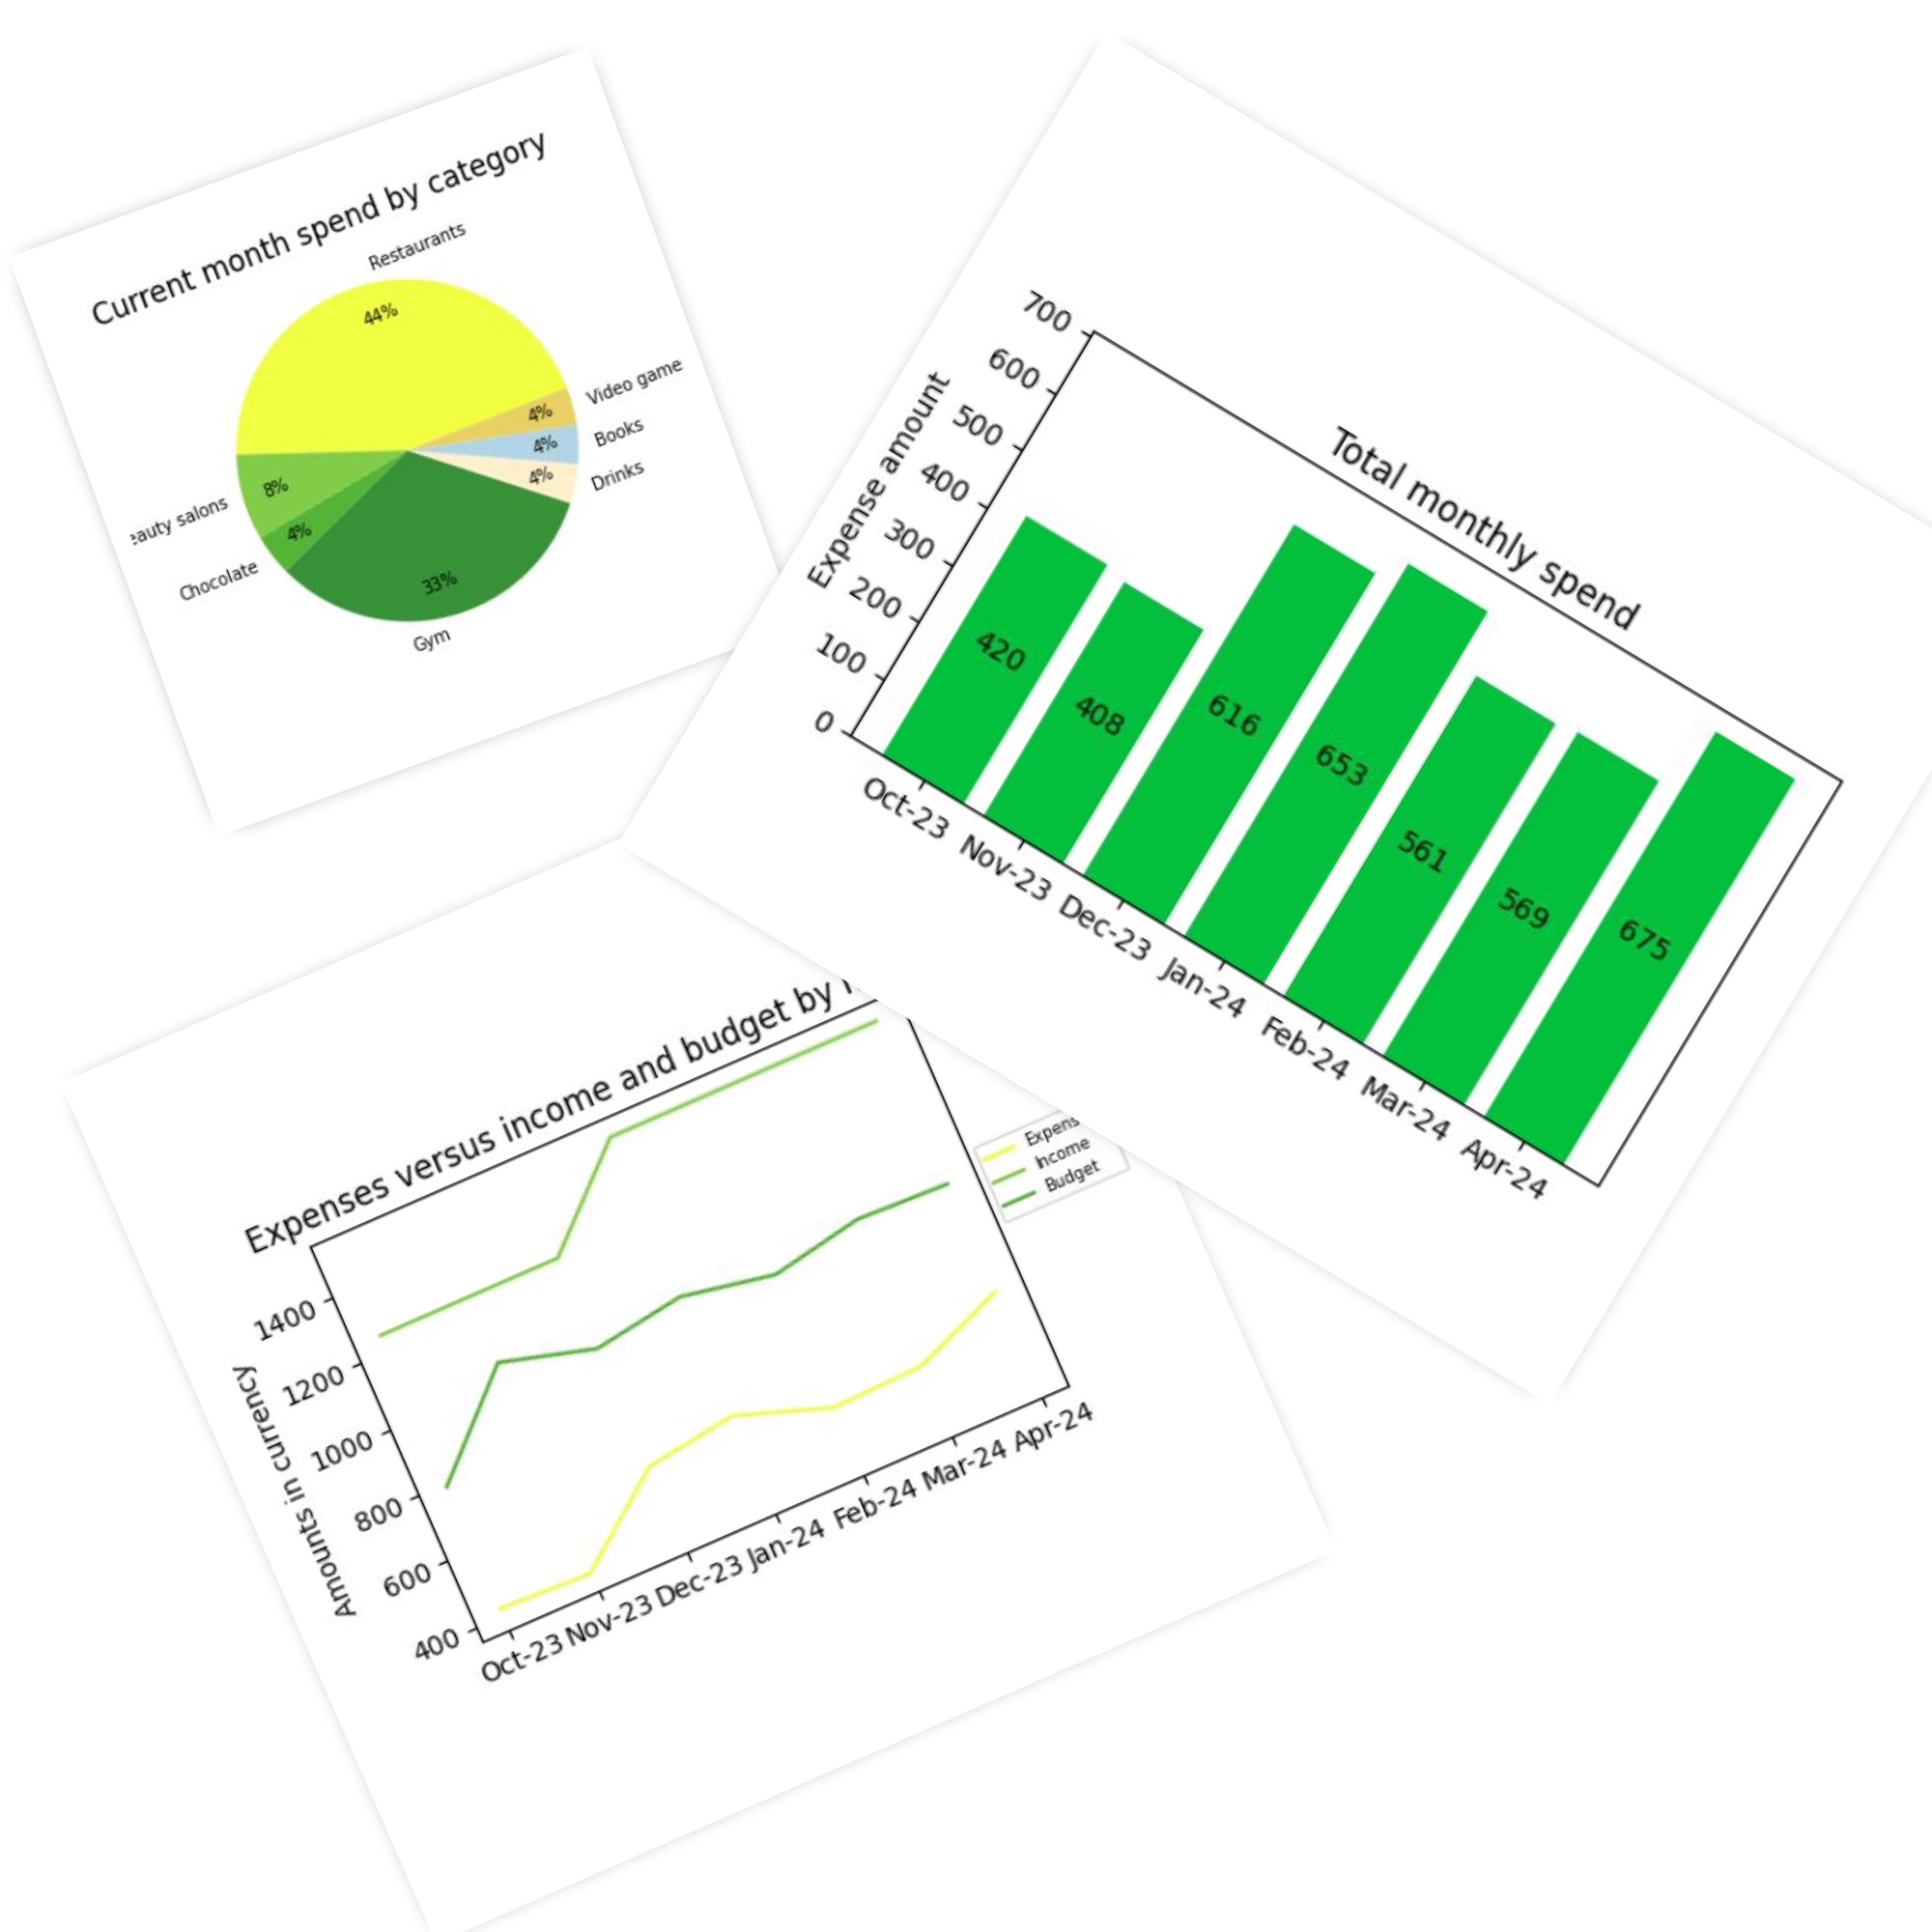 Current month spend by category
Restaurants
44%
Video game
4%
Books
4%
Drinks
4%
8%
eauty salons
4%
Chocolate
33%
Gym
Total monthly spend
Expense amount
700
600
500
400
300
200
100
0
420
408
616
653
561
569
675
Oct-23
Nov-23
Dec-23
Jan-24
Feb-24
Mar-24
Apr-24
Expenses versus income and budget by
Amounts in currency
1400
1200
1000
800
600
400
Oct-23
Nov-23
Dec-23
Jan-24
Feb-24
Mar-24
Apr-24
Expens
Income
Budget